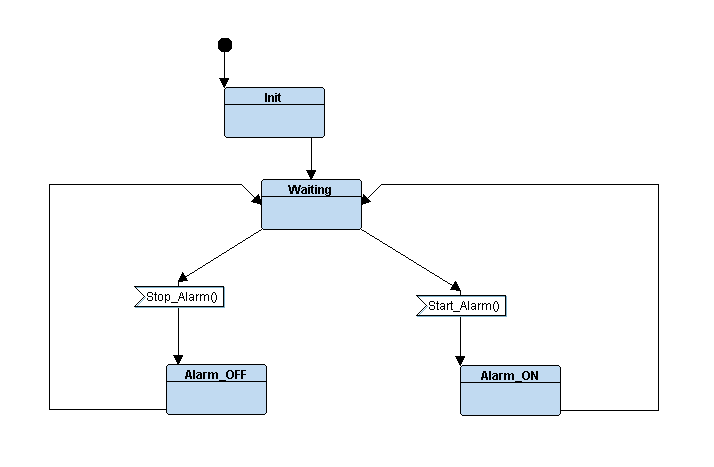 Init
Waiting
Stop_Alarm()
Start_Alarm()
Alarm_OFF
Alarm_ON